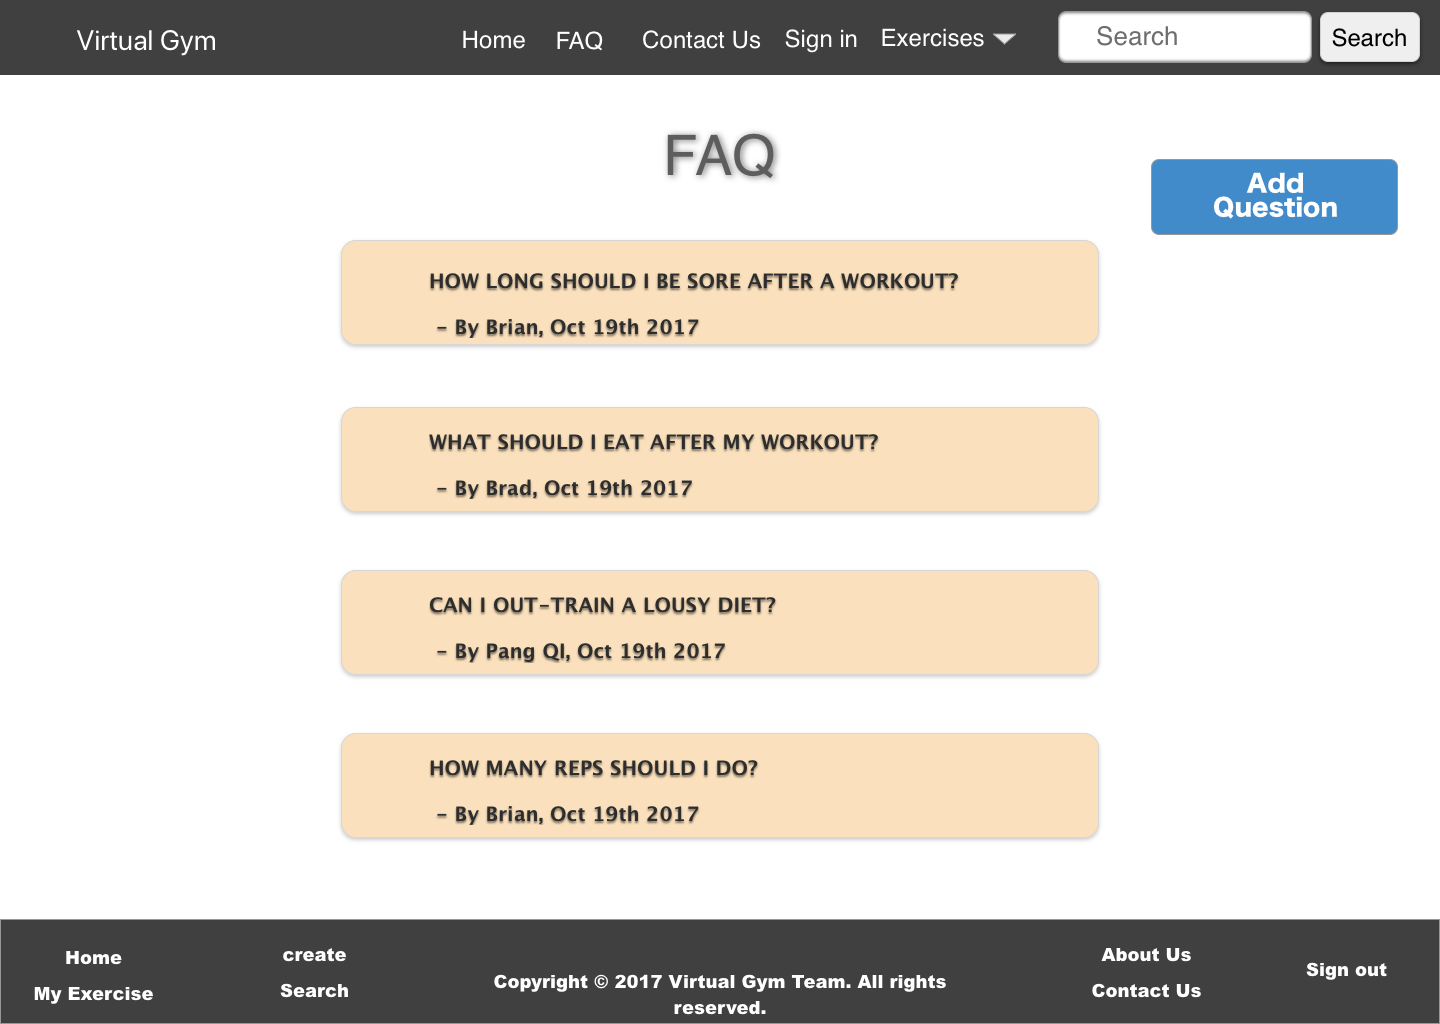 Virtual Gym Home FAQ Contact Us Sign in Exercises Search Search
FAQ
Add
Question
HOW LONG SHOULD I BE SORE AFTER A WORKOUT?
- By Brian, Oct 19th 2017
WHAT SHOULD I EAT AFTER MY WORKOUT?
- By Brad, Oct 19th 2017
CAN I OUT-TRAIN A LOUSY DIET?
- By Pang QI, Oct 19th 2017
HOW MANY REPS SHOULD I DO?
- By Brian, Oct 19th 2017
Home
My Exercise
create
Search
Copyright © 2017 Virtual Gym Team. All rights
reserved.
About Us
Contact Us
Sign out